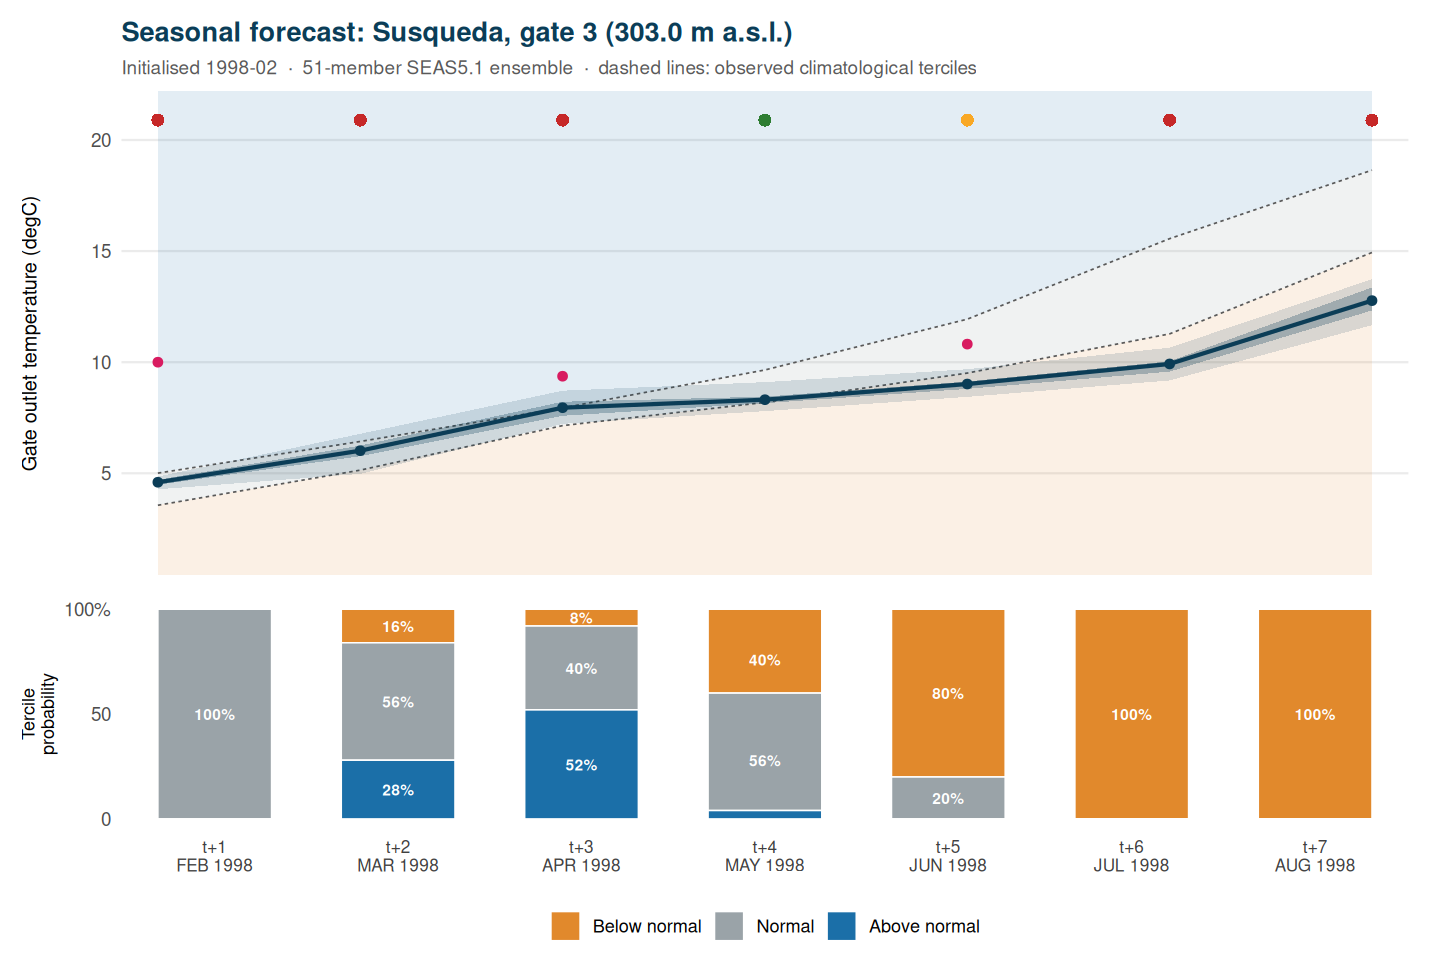 Seasonal forecast: Susqueda, gate 3 (303.0 m a.s.l.)
Initialised 1998-02 · 51-member SEAS5.1 ensemble · dashed lines: observed climatological terciles
Gate outlet temperature (degC)
20
15
10
5
Tercile
probability
100%
50
0
100%
16%
56%
28%
8%
40%
52%
40%
56%
80%
20%
100%
100%
t+1
FEB 1998
t+2
MAR 1998
t+3
APR 1998
t+4
MAY 1998
t+5
JUN 1998
t+6
JUL 1998
t+7
AUG 1998
Below normal
Normal
Above normal